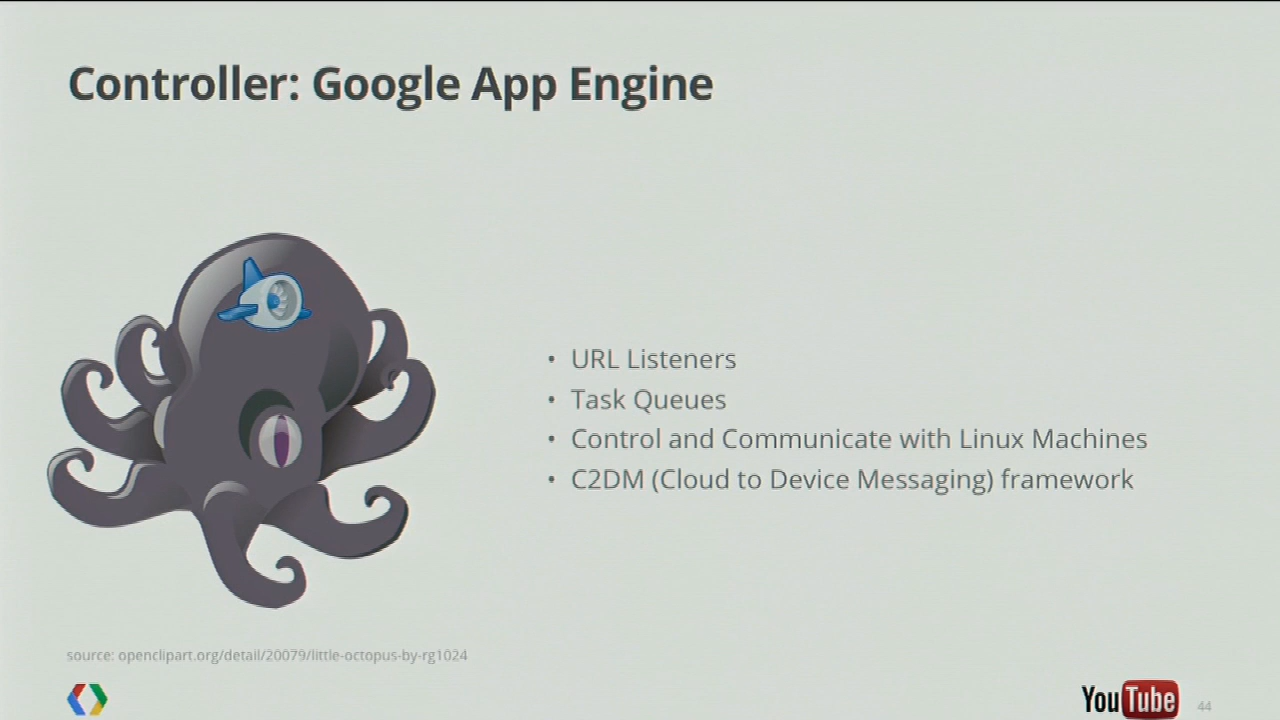 Controller: Google App Engine
• URL Listeners
• Task Queues
• Control and Communicate with Linux Machines
• C2DM (Cloud to Device Messaging) framework
source: openclipart.org/detail/20079/little-octopus-by-rg1024
YouTube
44